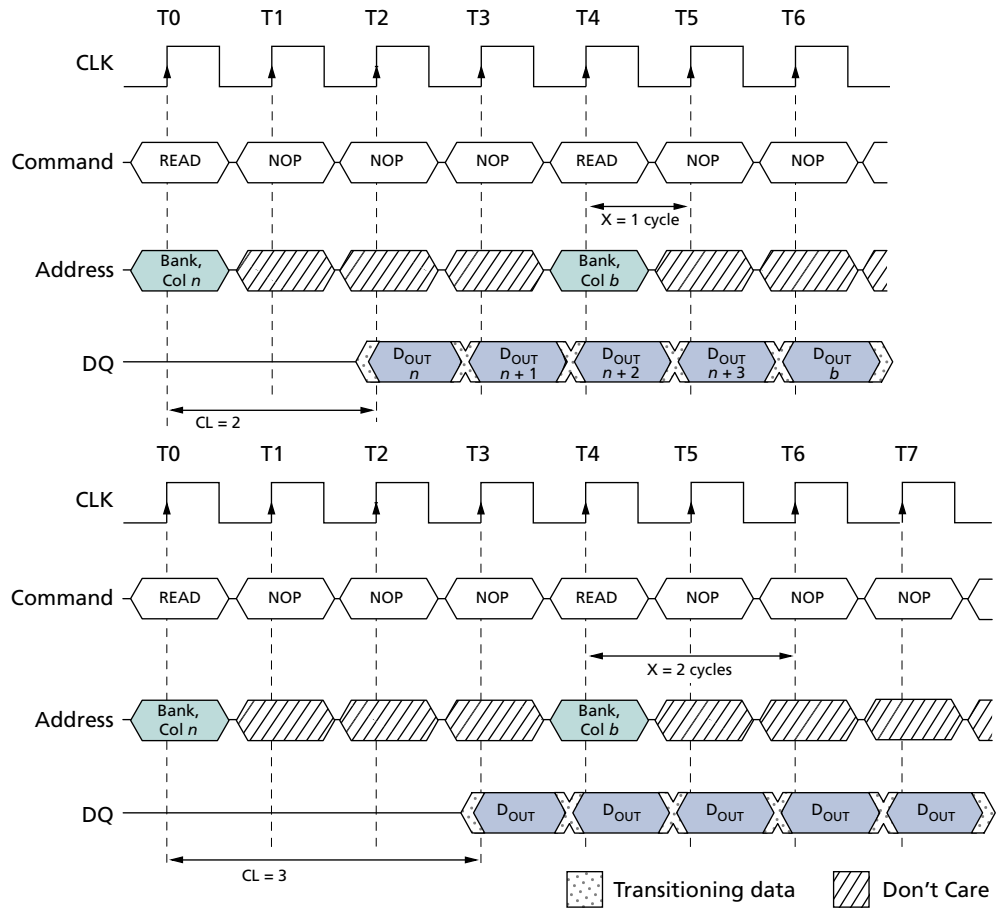 T0 T1 T2 T3 T4 T5 T6
CLK
Command READ NOP NOP NOP READ NOP NOP
X = 1 cycle
Address Bank, Col n Bank, Col b
DQ DOUT n DOUT n + 1 DOUT n + 2 DOUT n + 3 DOUT b
CL = 2
T0 T1 T2 T3 T4 T5 T6 T7
CLK
Command READ NOP NOP NOP READ NOP NOP NOP
X = 2 cycles
Address Bank, Col n Bank, Col b
DQ DOUT DOUT DOUT DOUT DOUT
CL = 3
Transitioning data Don't Care